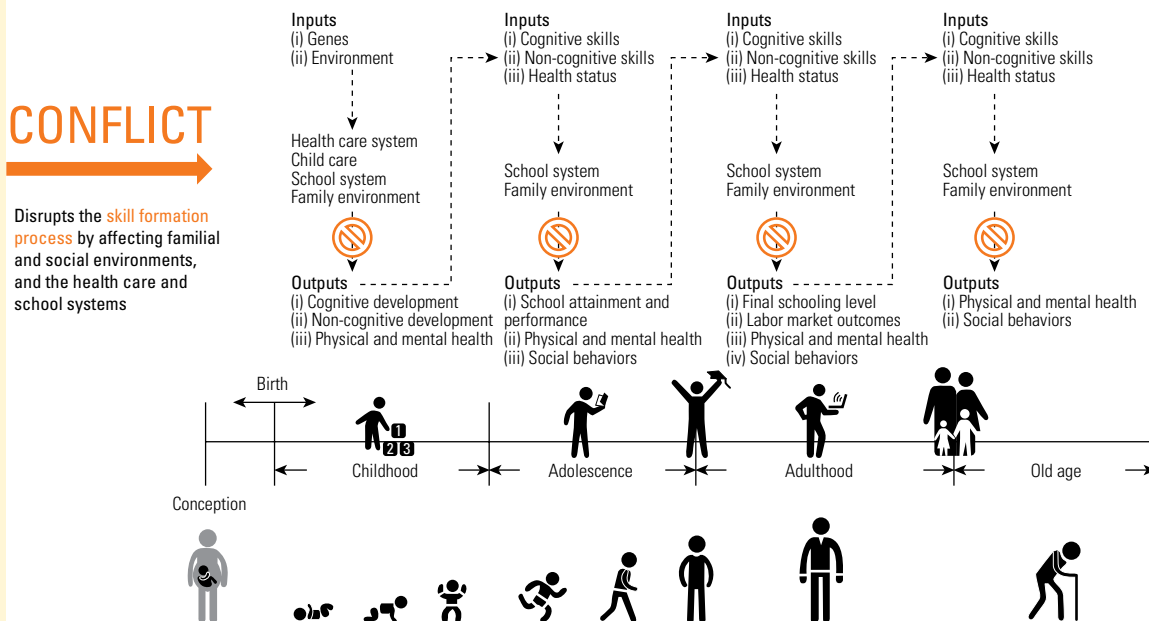 CONFLICT
Disrupts the skill formation
process by affecting familial
and social environments,
and the health care and
school systems
Inputs
(i) Genes
(ii) Environment
Health care system
Child care
School system
Family environment
Outputs
(i) Cognitive development
(ii) Non-cognitive development
(iii) Physical and mental health
Inputs
(i) Cognitive skills
(ii) Non-cognitive skills
(iii) Health status
School system
Family environment
Outputs
(i) School attainment and
performance
(ii) Physical and mental health
(iii) Social behaviors
Inputs
(i) Cognitive skills
(ii) Non-cognitive skills
(iii) Health status
School system
Family environment
Outputs
(i) Final schooling level
(ii) Labor market outcomes
(iii) Physical and mental health
(iv) Social behaviors
Inputs
(i) Cognitive skills
(ii) Non-cognitive skills
(iii) Health status
School system
Family environment
Outputs
(i) Physical and mental health
(ii) Social behaviors
Birth
1
2 3
Childhood
Adolescence
Adulthood
Old age
Conception